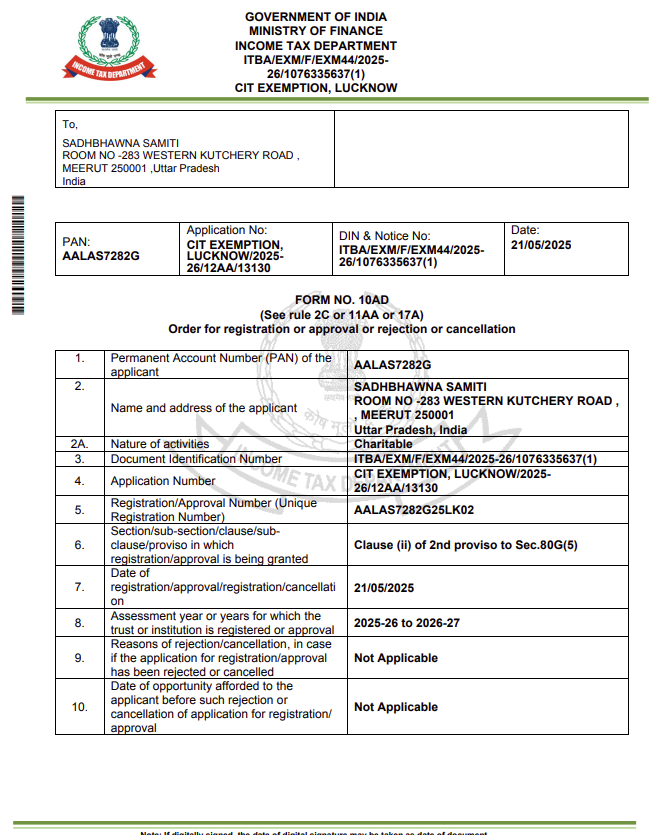 GOVERNMENT OF INDIA
MINISTRY OF FINANCE
INCOME TAX DEPARTMENT
ITBA/EXM/F/EXM44/2025-
26/1076335637(1)
CIT EXEMPTION, LUCKNOW
INCOME TAX DEPARTMENT
To,
SADHBHAWNA SAMITI
ROOM NO -283 WESTERN KUTCHERY ROAD ,
MEERUT 250001 ,Uttar Pradesh
India
PAN:
AALAS7282G
Application No:
CIT EXEMPTION,
LUCKNOW/2025-
26/12AA/13130
DIN & Notice No:
ITBA/EXM/F/EXM44/2025-
26/1076335637(1)
Date:
21/05/2025
FORM NO. 10AD
(See rule 2C or 11AA or 17A)
Order for registration or approval or rejection or cancellation
1.
Permanent Account Number (PAN) of the
applicant
AALAS7282G
2.
Name and address of the applicant
SADHBHAWNA SAMITI
ROOM NO -283 WESTERN KUTCHERY ROAD ,
, MEERUT 250001
Uttar Pradesh, India
2A.
Nature of activities
Charitable
3.
Document Identification Number
ITBA/EXM/F/EXM44/2025-26/1076335637(1)
4.
Application Number
CIT EXEMPTION, LUCKNOW/2025-
26/12AA/13130
5.
Registration/Approval Number (Unique
Registration Number)
AALAS7282G25LK02
6.
Section/sub-section/clause/sub-
clause/proviso in which
registration/approval is being granted
Clause (ii) of 2nd proviso to Sec.80G(5)
7.
Date of
registration/approval/registration/cancellati
on
21/05/2025
8.
Assessment year or years for which the
trust or institution is registered or approval
2025-26 to 2026-27
9.
Reasons of rejection/cancellation, in case
if the application for registration/approval
has been rejected or cancelled
Not Applicable
10.
Date of opportunity afforded to the
applicant before such rejection or
cancellation of application for registration/
approval
Not Applicable
INCOME TAX DEPARTMENT
Note: If digitally signed, the date of digital signature may be taken as date of document.